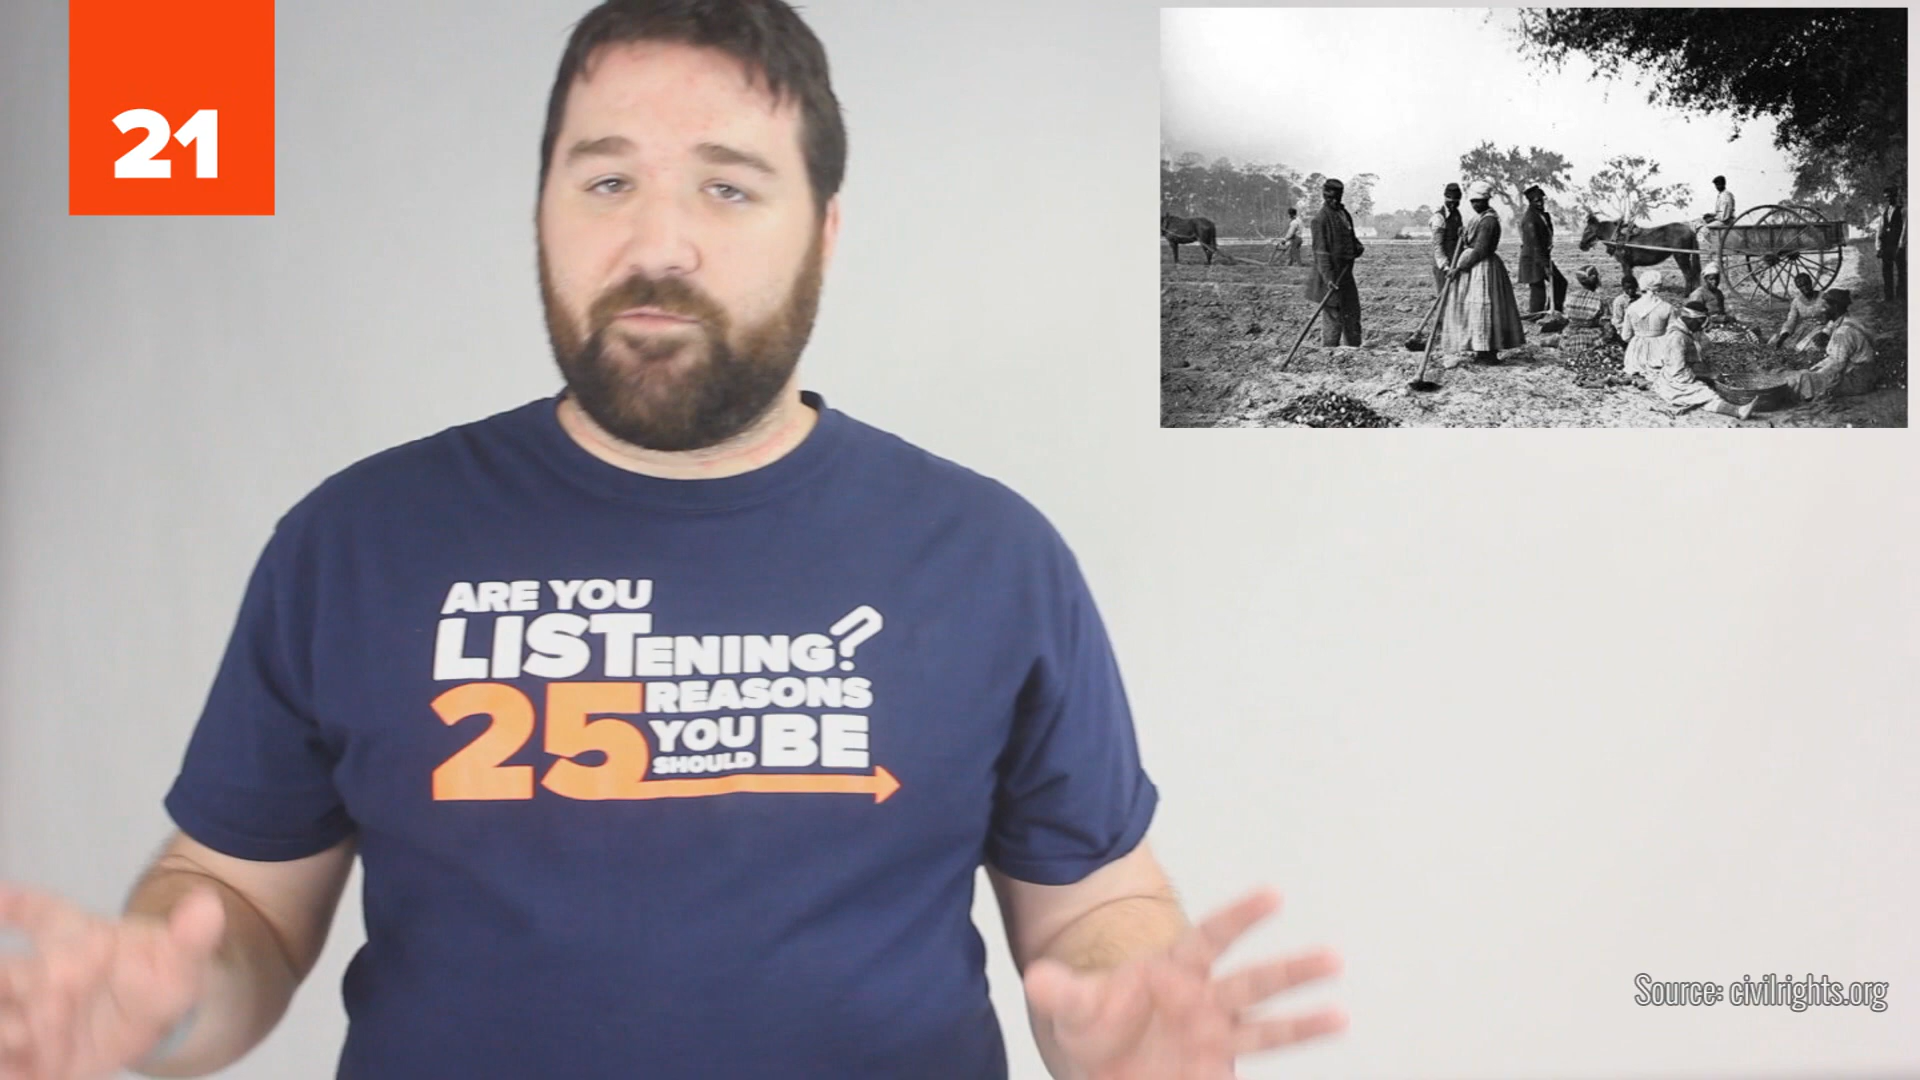 21
ARE YOU
LISTENING?
25 REASONS
YOU
SHOULD BE
Source: civilrights.org